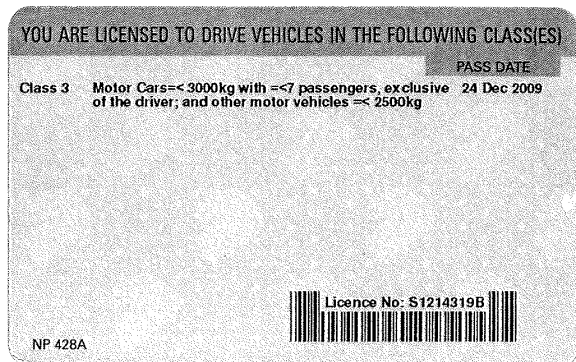 YOU ARE LICENSED TO DRIVE VEHICLES IN THE FOLLOWING CLASS(ES)
PASS DATE
Class 3 Motor Cars=< 3000kg with =<7 passengers, exclusive 24 Dec 2009
of the driver; and other motor vehicles =< 2500kg
Licence No: S1214319B
NP 428A